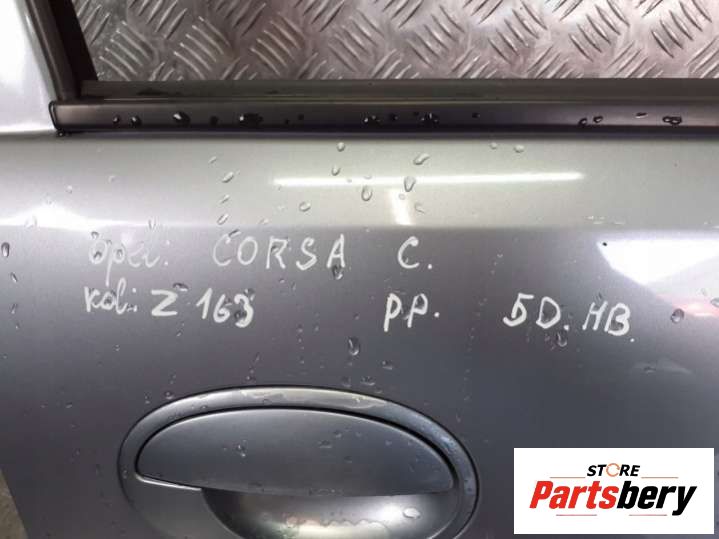 Opel: CORSA C.
kol: Z 163 PP. 5D. HB.
STORE
Partsbery